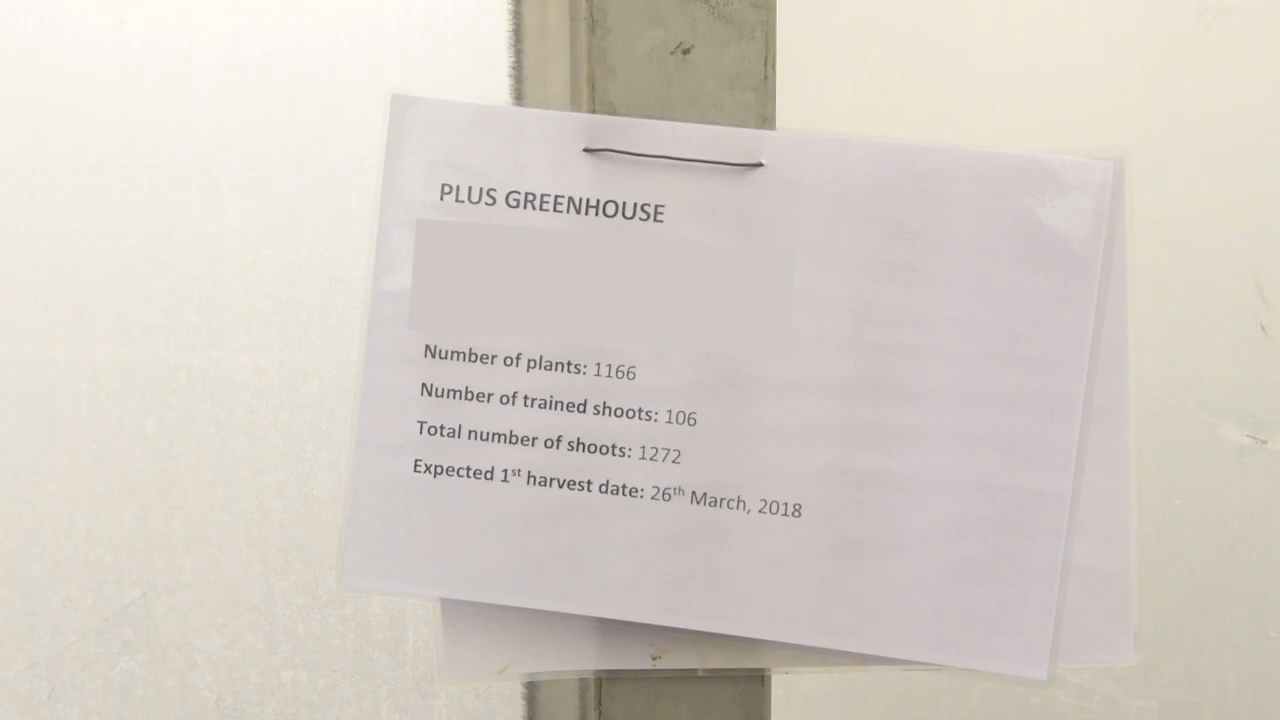 PLUS GREENHOUSE
Number of plants: 1166
Number of trained shoots: 106
Total number of shoots: 1272
Expected 1st harvest date: 26th March, 2018